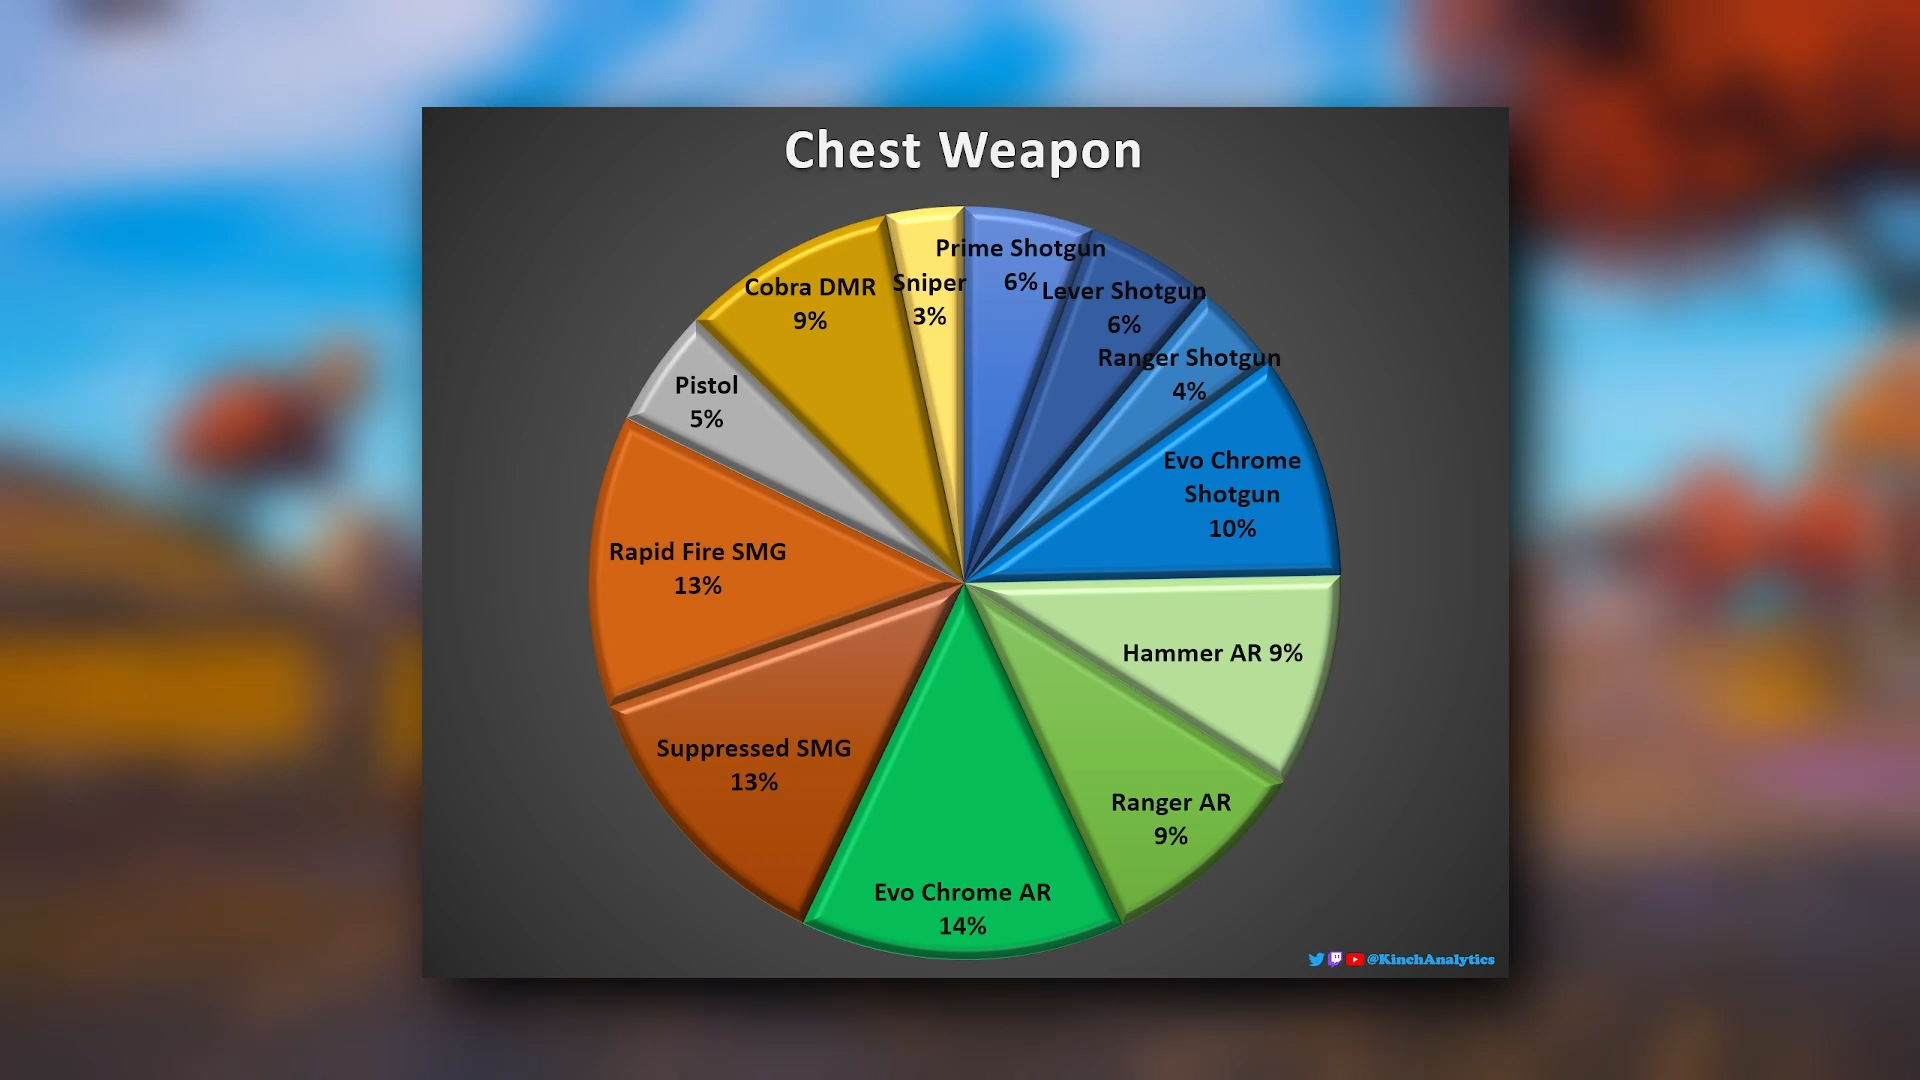 Chest Weapon
Prime Shotgun
6%
Lever Shotgun
6%
Ranger Shotgun
4%
Evo Chrome
Shotgun
10%
Hammer AR 9%
Ranger AR
9%
Evo Chrome AR
14%
Suppressed SMG
13%
Rapid Fire SMG
13%
Pistol
5%
Cobra DMR
9%
Sniper
3%
@KinchAnalytics